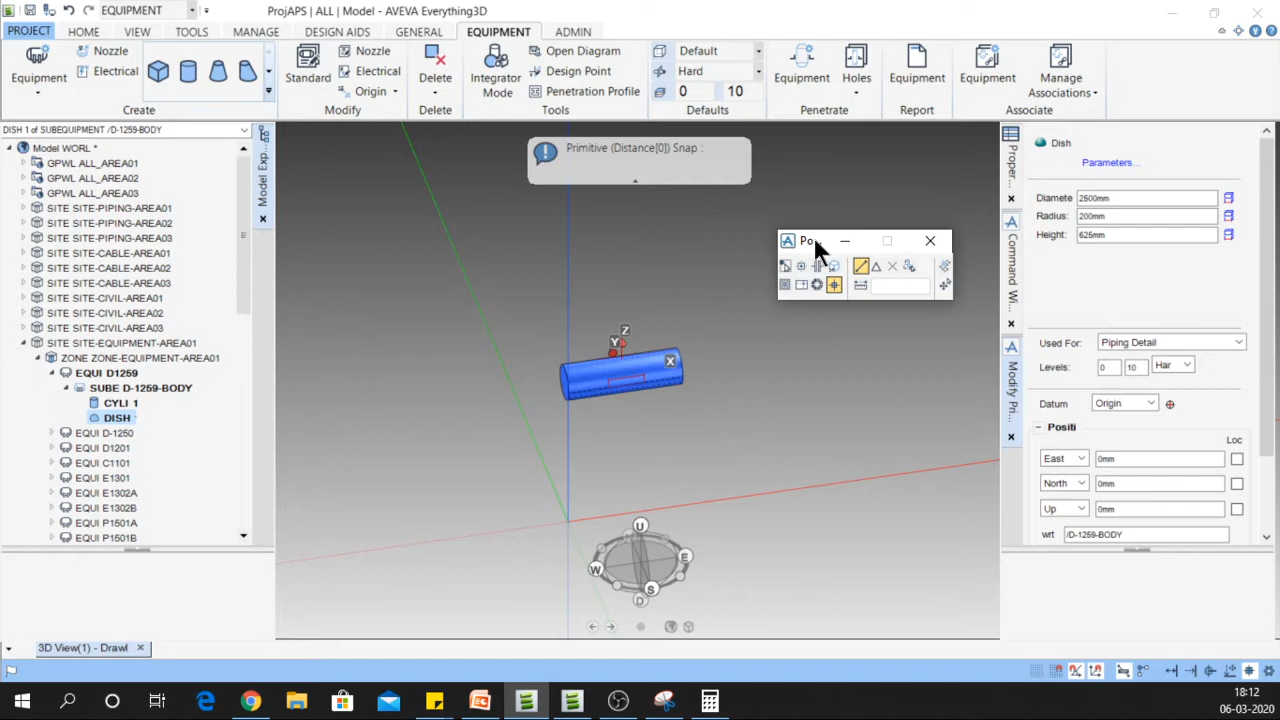 EQUIPMENT
ProjAPS | ALL | Model - AVEVA Everything3D
PROJECT HOME VIEW TOOLS MANAGE DESIGN AIDS GENERAL EQUIPMENT ADMIN
Equipment
Nozzle
Electrical
Create
Standard
Nozzle
Electrical
Origin
Modify
Delete
Delete
Integrator Mode
Open Diagram
Design Point
Penetration Profile
Tools
Default
Hard
0 10
Defaults
Equipment Holes
Penetrate
Equipment
Report
Equipment
Manage Associations
Associate
DISH 1 of SUBEQUIPMENT /D-1259-BODY
Model WORL *
GPWL ALL_AREA01
GPWL ALL_AREA02
GPWL ALL_AREA03
SITE SITE-PIPING-AREA01
SITE SITE-PIPING-AREA02
SITE SITE-PIPING-AREA03
SITE SITE-CABLE-AREA01
SITE SITE-CABLE-AREA02
SITE SITE-CABLE-AREA03
SITE SITE-CIVIL-AREA01
SITE SITE-CIVIL-AREA02
SITE SITE-CIVIL-AREA03
SITE SITE-EQUIPMENT-AREA01
ZONE ZONE-EQUIPMENT-AREA01
EQUI D1259
SUBE D-1259-BODY
CYLI 1
DISH
EQUI D-1250
EQUI D1201
EQUI C1101
EQUI E1301
EQUI E1302A
EQUI E1302B
EQUI P1501A
EQUI P1501B
Model Exp...
Primitive (Distance[0]) Snap :
Po...
Z
Y
X
U
E
W
S
D
Proper...
Command Wi...
Modify Pri...
Dish
Parameters...
Diamete 2500mm
Radius: 200mm
Height: 625mm
Used For: Piping Detail
Levels: 0 10 Har
Datum Origin
Positi
Loc
East 0mm
North 0mm
Up 0mm
wrt /D-1259-BODY
3D View(1) - Drawl
18:12
06-03-2020